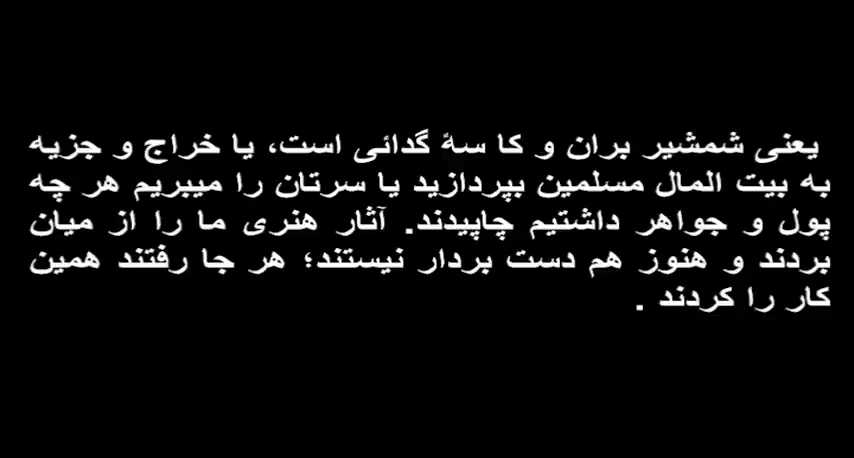 یعنی شمشیر بران و کا سۀ گدائی است، یا خراج و جزیه
به بیت المال مسلمین بپردازید یا سرتان را میبریم هر چه
پول و جواهر داشتیم چاپیدند. آثار هنری ما را از میان
بردند و هنوز هم دست بردار نیستند؛ هر جا رفتند همین
کار را کردند .